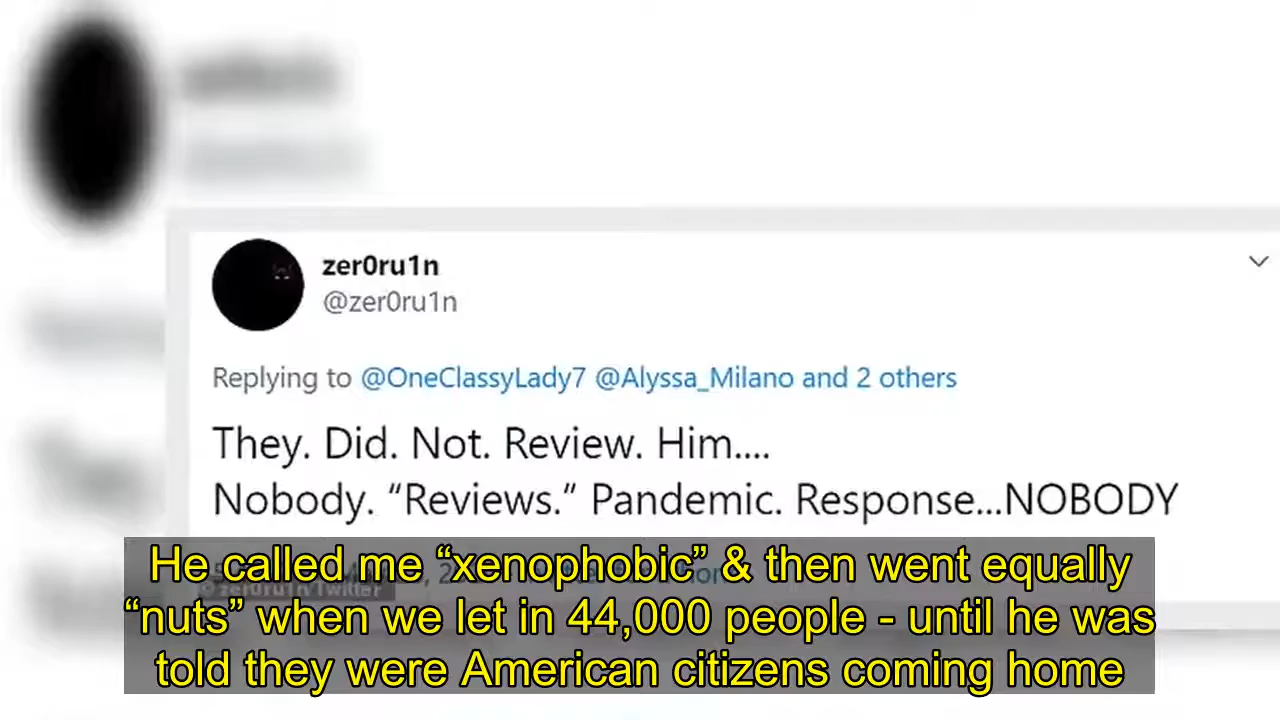 zer0ru1n
@zer0ru1n
Replying to @OneClassyLady7 @Alyssa_Milano and 2 others
They. Did. Not. Review. Him....
Nobody. “Reviews.” Pandemic. Response...NOBODY
© zer0ru1n/Twitter
He called me “xenophobic” & then went equally
“nuts” when we let in 44,000 people - until he was
told they were American citizens coming home